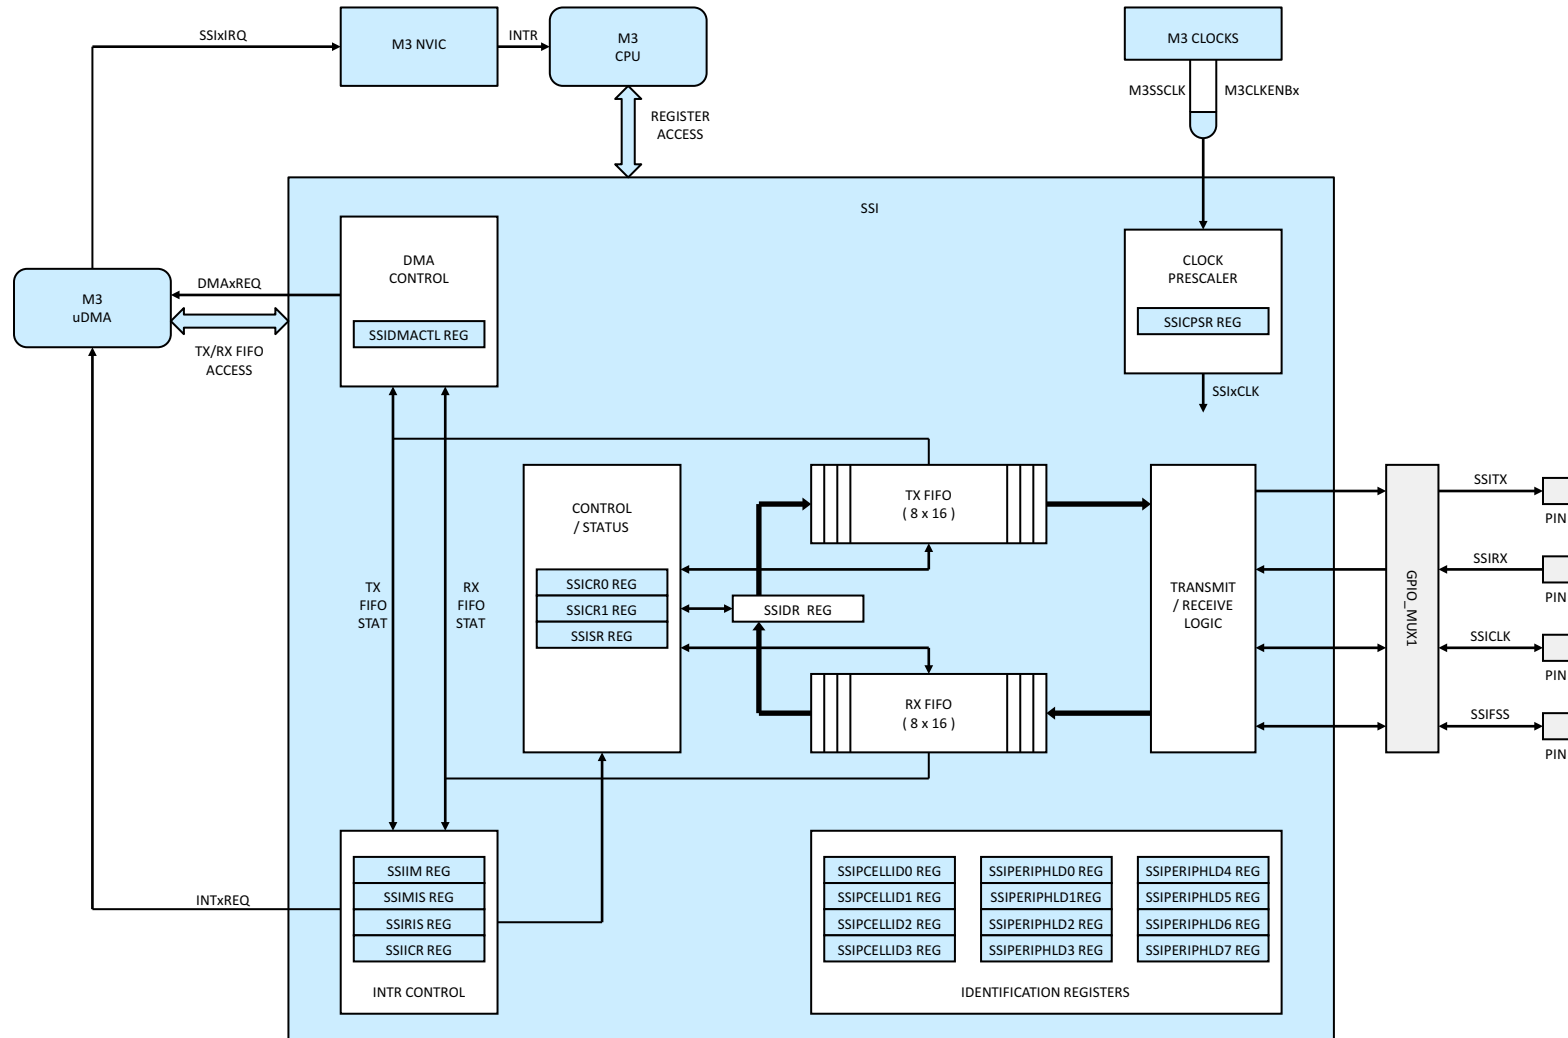 SSIxIRQ
M3 NVIC
INTR
M3
CPU
M3 CLOCKS
M3SSCLK
M3CLKENBx
REGISTER
ACCESS
SSI
DMA
CONTROL
SSIDMACTL REG
CLOCK
PRESCALER
SSICPSR REG
SSIxCLK
M3
uDMA
DMAxREQ
TX/RX FIFO
ACCESS
CONTROL
/ STATUS
SSICR0 REG
SSICR1 REG
SSISR REG
TX
FIFO
STAT
RX
FIFO
STAT
TX FIFO
( 8 x 16 )
SSIDR  REG
RX FIFO
( 8 x 16 )
TRANSMIT
/ RECEIVE
LOGIC
GPIO_MUX1
SSITX
PIN
SSIRX
PIN
SSICLK
PIN
SSIFSS
PIN
INTxREQ
SSIIM REG
SSIMIS REG
SSIRIS REG
SSIICR REG
INTR CONTROL
SSIPCELLID0 REG
SSIPCELLID1 REG
SSIPCELLID2 REG
SSIPCELLID3 REG
SSIPERIPHLD0 REG
SSIPERIPHLD1REG
SSIPERIPHLD2 REG
SSIPERIPHLD3 REG
SSIPERIPHLD4 REG
SSIPERIPHLD5 REG
SSIPERIPHLD6 REG
SSIPERIPHLD7 REG
IDENTIFICATION REGISTERS